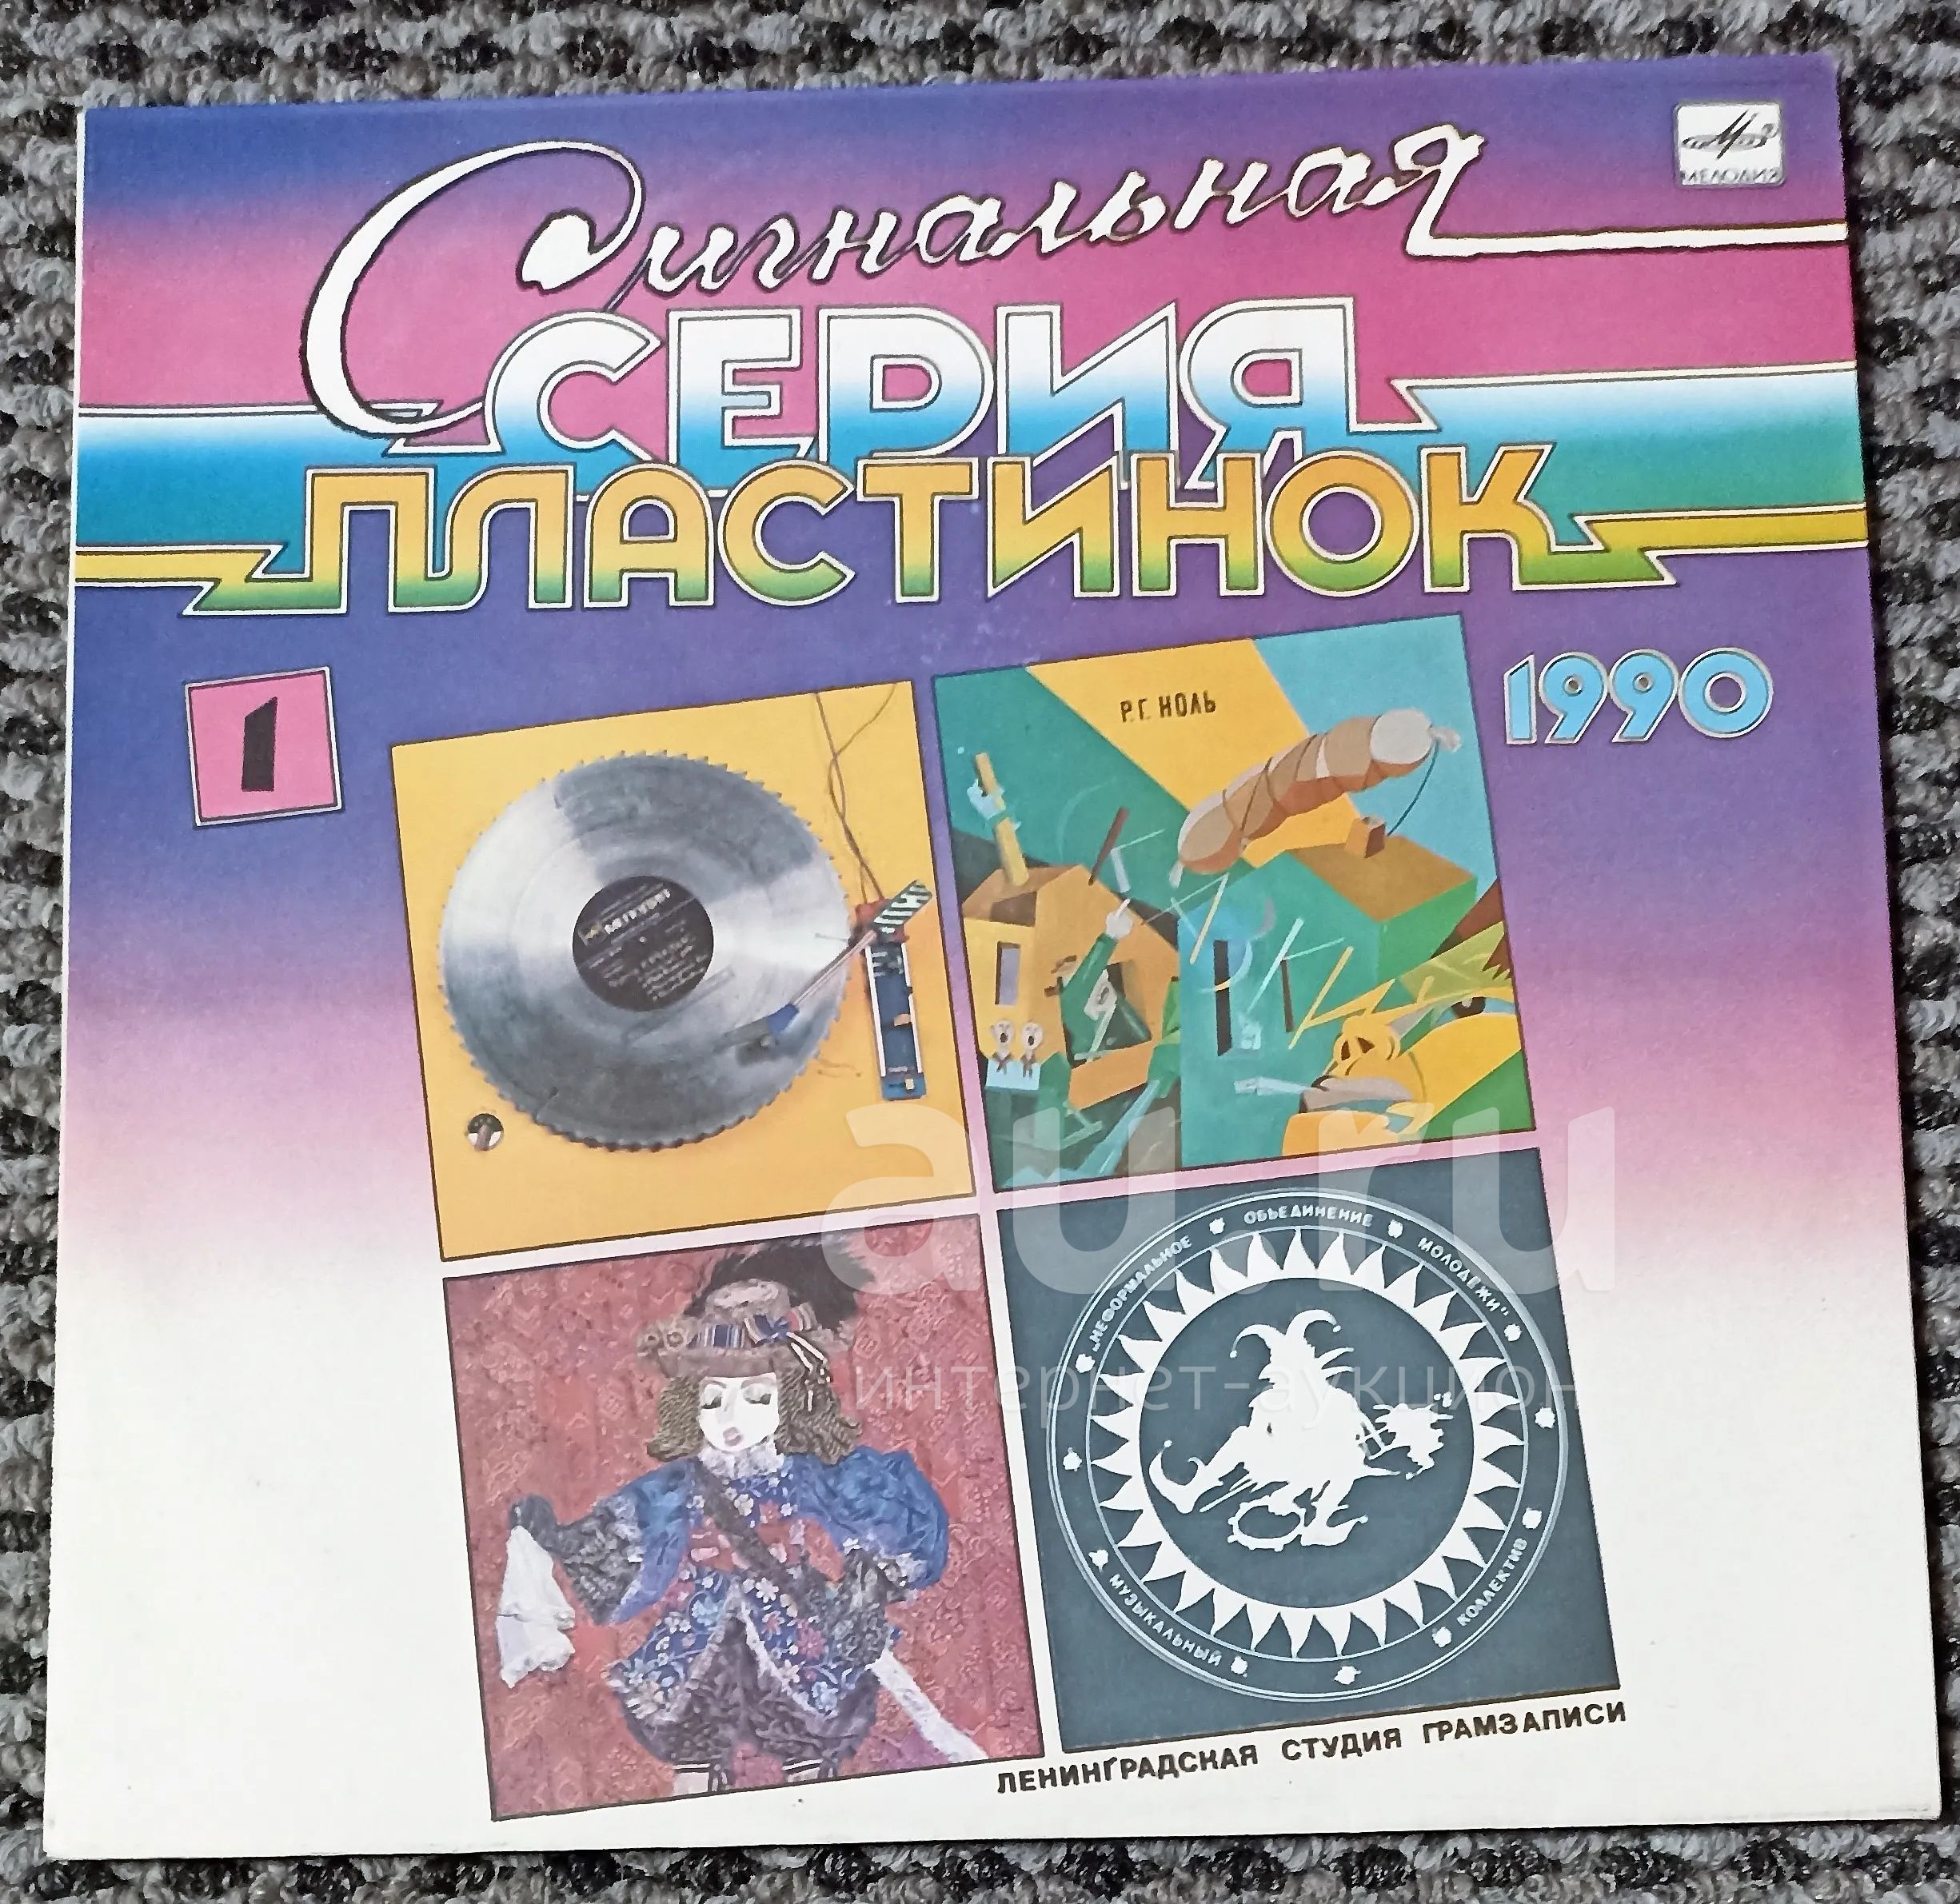 Сигнальная
МЕЛОДИЯ
СЕРИЯ
ПЛАСТИНОК
1
1990
Р.Г. НОЛЬ
„НЕФОРМАЛЬНОЕ ОБЪЕДИНЕНИЕ МОЛОДЕЖИ"
МУЗЫКАЛЬНЫЙ КОЛЛЕКТИВ
ЛЕНИНГРАДСКАЯ СТУДИЯ ГРАМЗАПИСИ
au.ru
интернет-аукцион